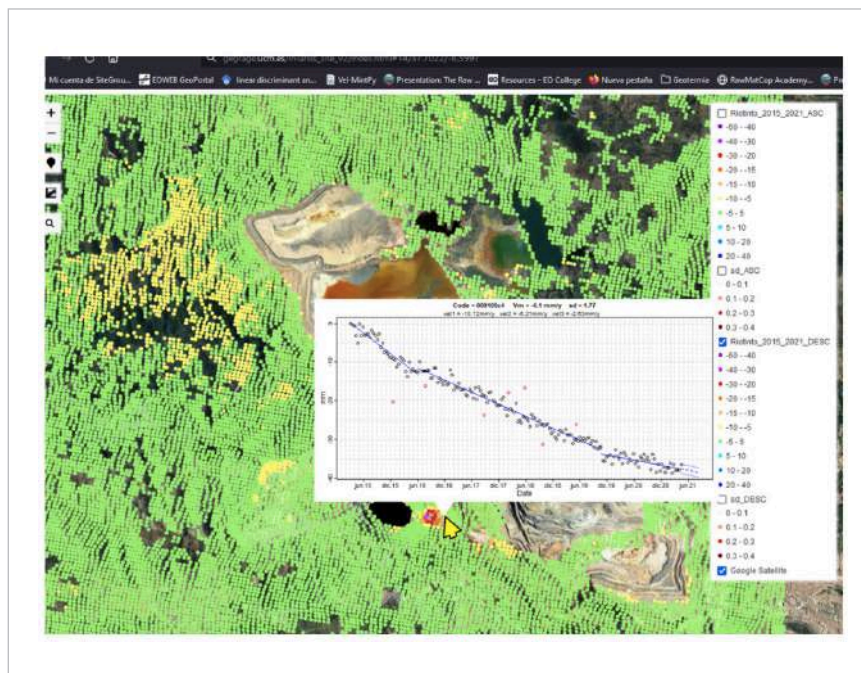 Mi cuenta de SiteGrou...
EOWEB GeoPortal
linear discriminant an...
Vel-MintPy
Presentation: The Raw ...
Resources – EO College
Nueva pestaña
Geotermia
RawMatCop Academy...
+
−
Riotinto_2015_2021_ASC
-60 - -40
-40 - -30
-30 - -20
-20 - -15
-15 - -10
-10 - -5
-5 - 5
5 - 10
10 - 20
20 - 40
sd_ASC
0 - 0.1
0.1 - 0.2
0.2 - 0.3
0.3 - 0.4
Riotinto_2015_2021_DESC
-60 - -40
-40 - -30
-30 - -20
-20 - -15
-15 - -10
-10 - -5
-5 - 5
5 - 10
10 - 20
20 - 40
sd_DESC
0 - 0.1
0.1 - 0.2
0.2 - 0.3
0.3 - 0.4
Google Satellite
mm
jun.15 dic.15 jun.16 dic.16 jun.17 dic.17 jun.18 dic.18 jun.19 dic.19 jun.20 dic.20 jun.21
Date